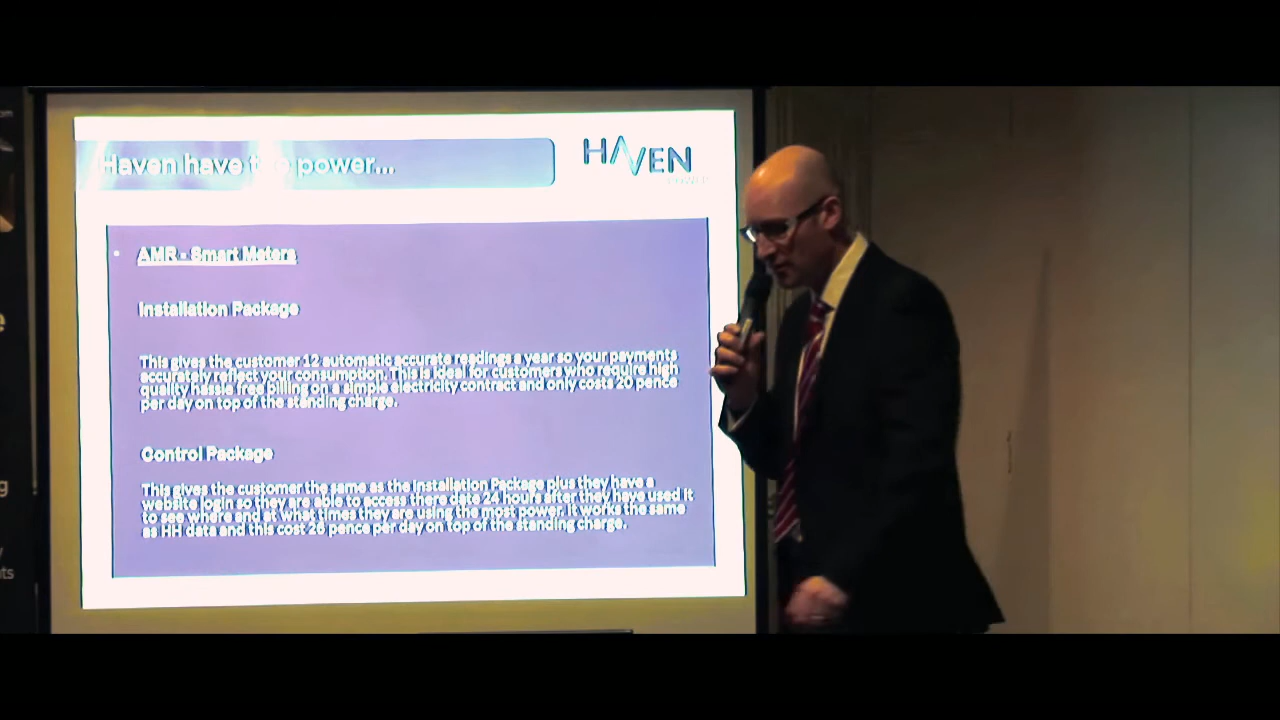 om
Haven have the power...
HAVEN
POWER
• AMR - Smart Meters
Installation Package
This gives the customer 12 automatic accurate readings a year so your payments
accurately reflect your consumption. This is ideal for customers who require high
quality hassle free billing on a simple electricity contract and only costs 20 pence
per day on top of the standing charge.
Control Package
This gives the customer the same as the Installation Package plus they have a
website login so they are able to access there data 24 hours after they have used it
to see where and at what times they are using the most power. It works the same
as HH data and this cost 26 pence per day on top of the standing charge.
e
g
y
ts